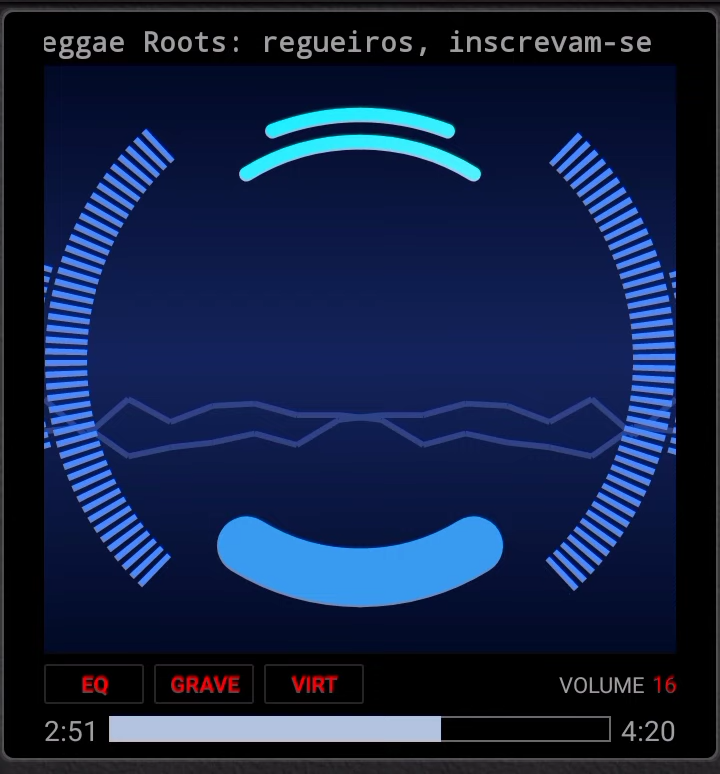 eggae Roots: regueiros, inscrevam-se
EQ GRAVE VIRT VOLUME 16
2:51 4:20